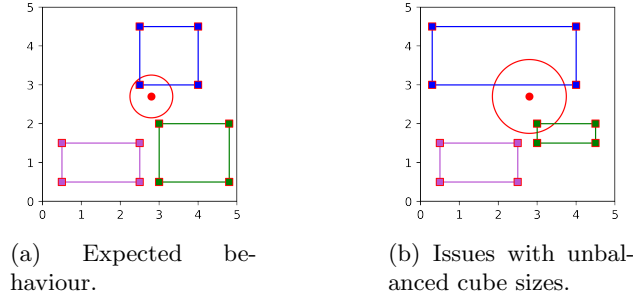 5
5
4
4
3
3
2
2
1
1
0
0
0 1 2 3 4 5
0 1 2 3 4 5
(a) Expected be-
haviour.
(b) Issues with unbal-
anced cube sizes.